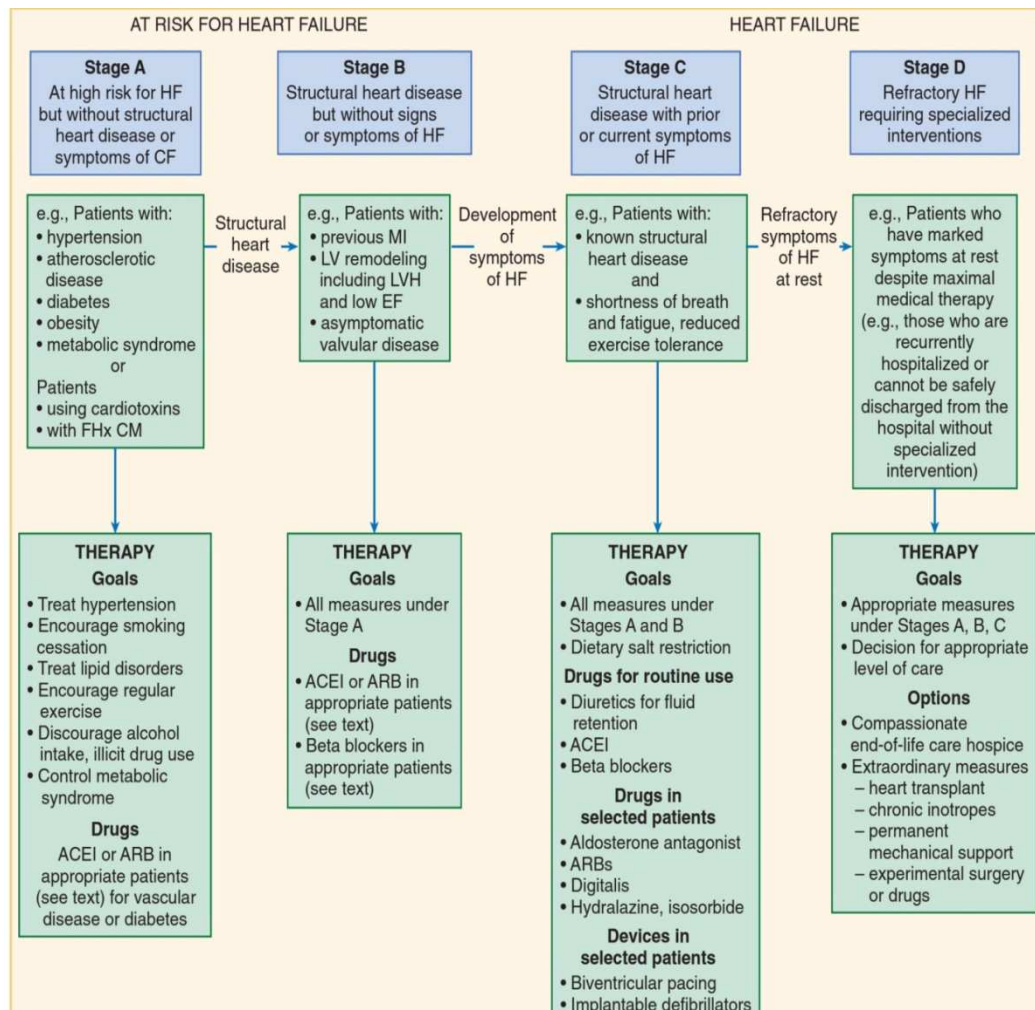 AT RISK FOR HEART FAILURE
HEART FAILURE
Stage A
At high risk for HF
but without structural
heart disease or
symptoms of CF
Stage B
Structural heart disease
but without signs
or symptoms of HF
Stage C
Structural heart
disease with prior
or current symptoms
of HF
Stage D
Refractory HF
requiring specialized
interventions
e.g., Patients with:
• hypertension
• atherosclerotic
disease
• diabetes
• obesity
• metabolic syndrome
or
Patients
• using cardiotoxins
• with FHx CM
Structural
heart
disease
e.g., Patients with:
• previous MI
• LV remodeling
including LVH
and low EF
• asymptomatic
valvular disease
Development
of
symptoms
of HF
e.g., Patients with:
• known structural
heart disease
and
• shortness of breath
and fatigue, reduced
exercise tolerance
Refractory
symptoms
of HF
at rest
e.g., Patients who
have marked
symptoms at rest
despite maximal
medical therapy
(e.g., those who are
recurrently
hospitalized or
cannot be safely
discharged from the
hospital without
specialized
intervention)
THERAPY
Goals
• Treat hypertension
• Encourage smoking
cessation
• Treat lipid disorders
• Encourage regular
exercise
• Discourage alcohol
intake, illicit drug use
• Control metabolic
syndrome
Drugs
ACEI or ARB in
appropriate patients
(see text) for vascular
disease or diabetes
THERAPY
Goals
• All measures under
Stage A
Drugs
• ACEI or ARB in
appropriate patients
(see text)
• Beta blockers in
appropriate patients
(see text)
THERAPY
Goals
• All measures under
Stages A and B
• Dietary salt restriction
Drugs for routine use
• Diuretics for fluid
retention
• ACEI
• Beta blockers
Drugs in
selected patients
• Aldosterone antagonist
• ARBs
• Digitalis
• Hydralazine, isosorbide
Devices in
selected patients
• Biventricular pacing
• Implantable defibrillators
THERAPY
Goals
• Appropriate measures
under Stages A, B, C
• Decision for appropriate
level of care
Options
• Compassionate
end-of-life care hospice
• Extraordinary measures
– heart transplant
– chronic inotropes
– permanent
mechanical support
– experimental surgery
or drugs